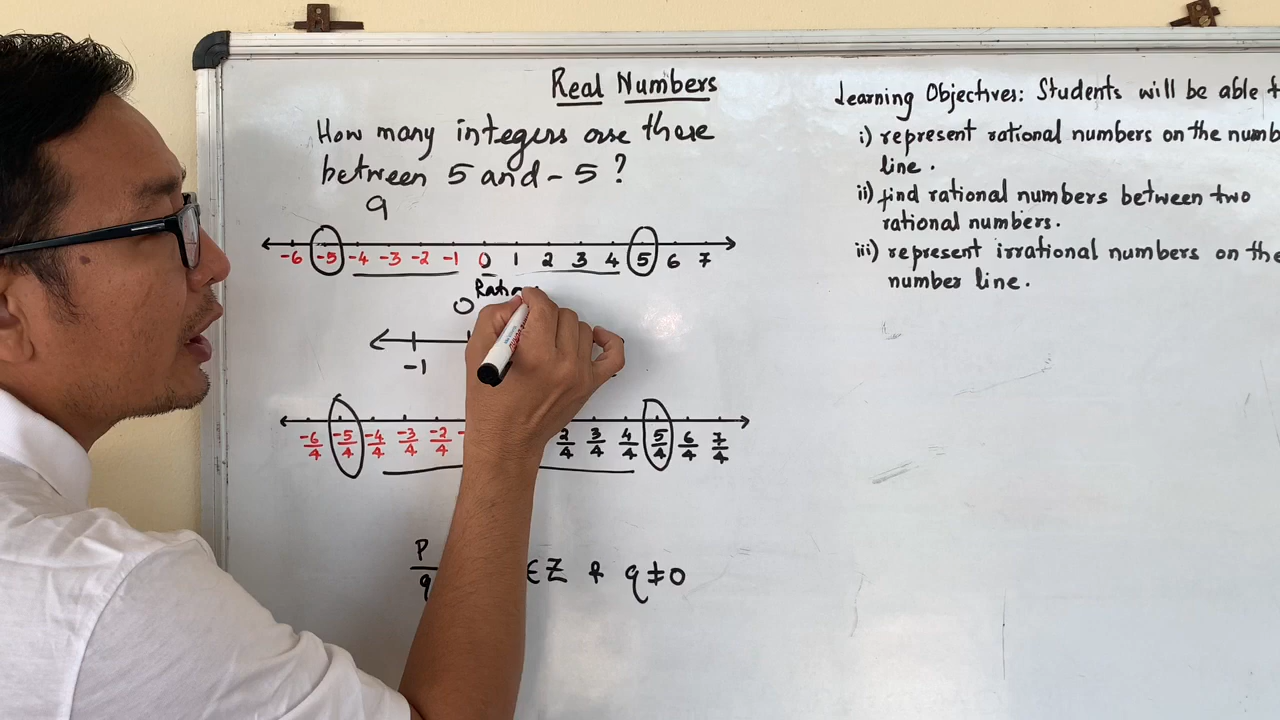 Real Numbers
How many integers are there
between 5 and - 5 ?
9
-6 -5 -4 -3 -2 -1 0 1 2 3 4 5 6 7
0
-1
-6/4 -5/4 -4/4 -3/4 -2/4 2/4 3/4 4/4 5/4 6/4 7/4
P/q ∈ Z & q ≠ 0
Learning Objectives: Students will be able
i) represent rational numbers on the
line.
ii) find rational numbers between two
rational numbers.
iii) represent irrational numbers on the
number line.